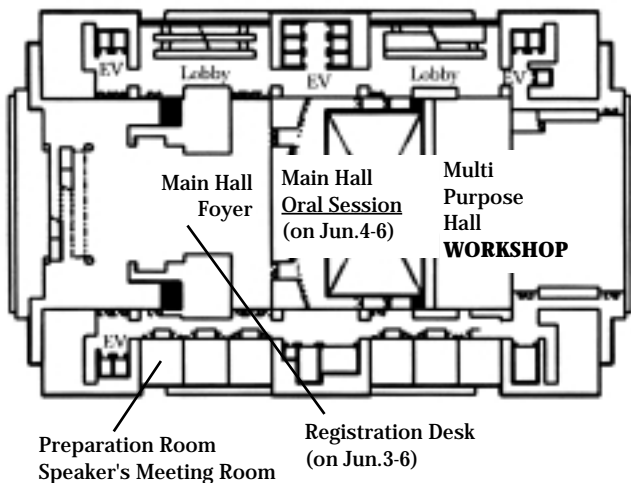 EV
Lobby
EV
Lobby
EV
Main Hall
Foyer
Main Hall
Oral Session
(on Jun.4-6)
Multi
Purpose
Hall
WORKSHOP
EV
Preparation Room
Speaker's Meeting Room
Registration Desk
(on Jun.3-6)